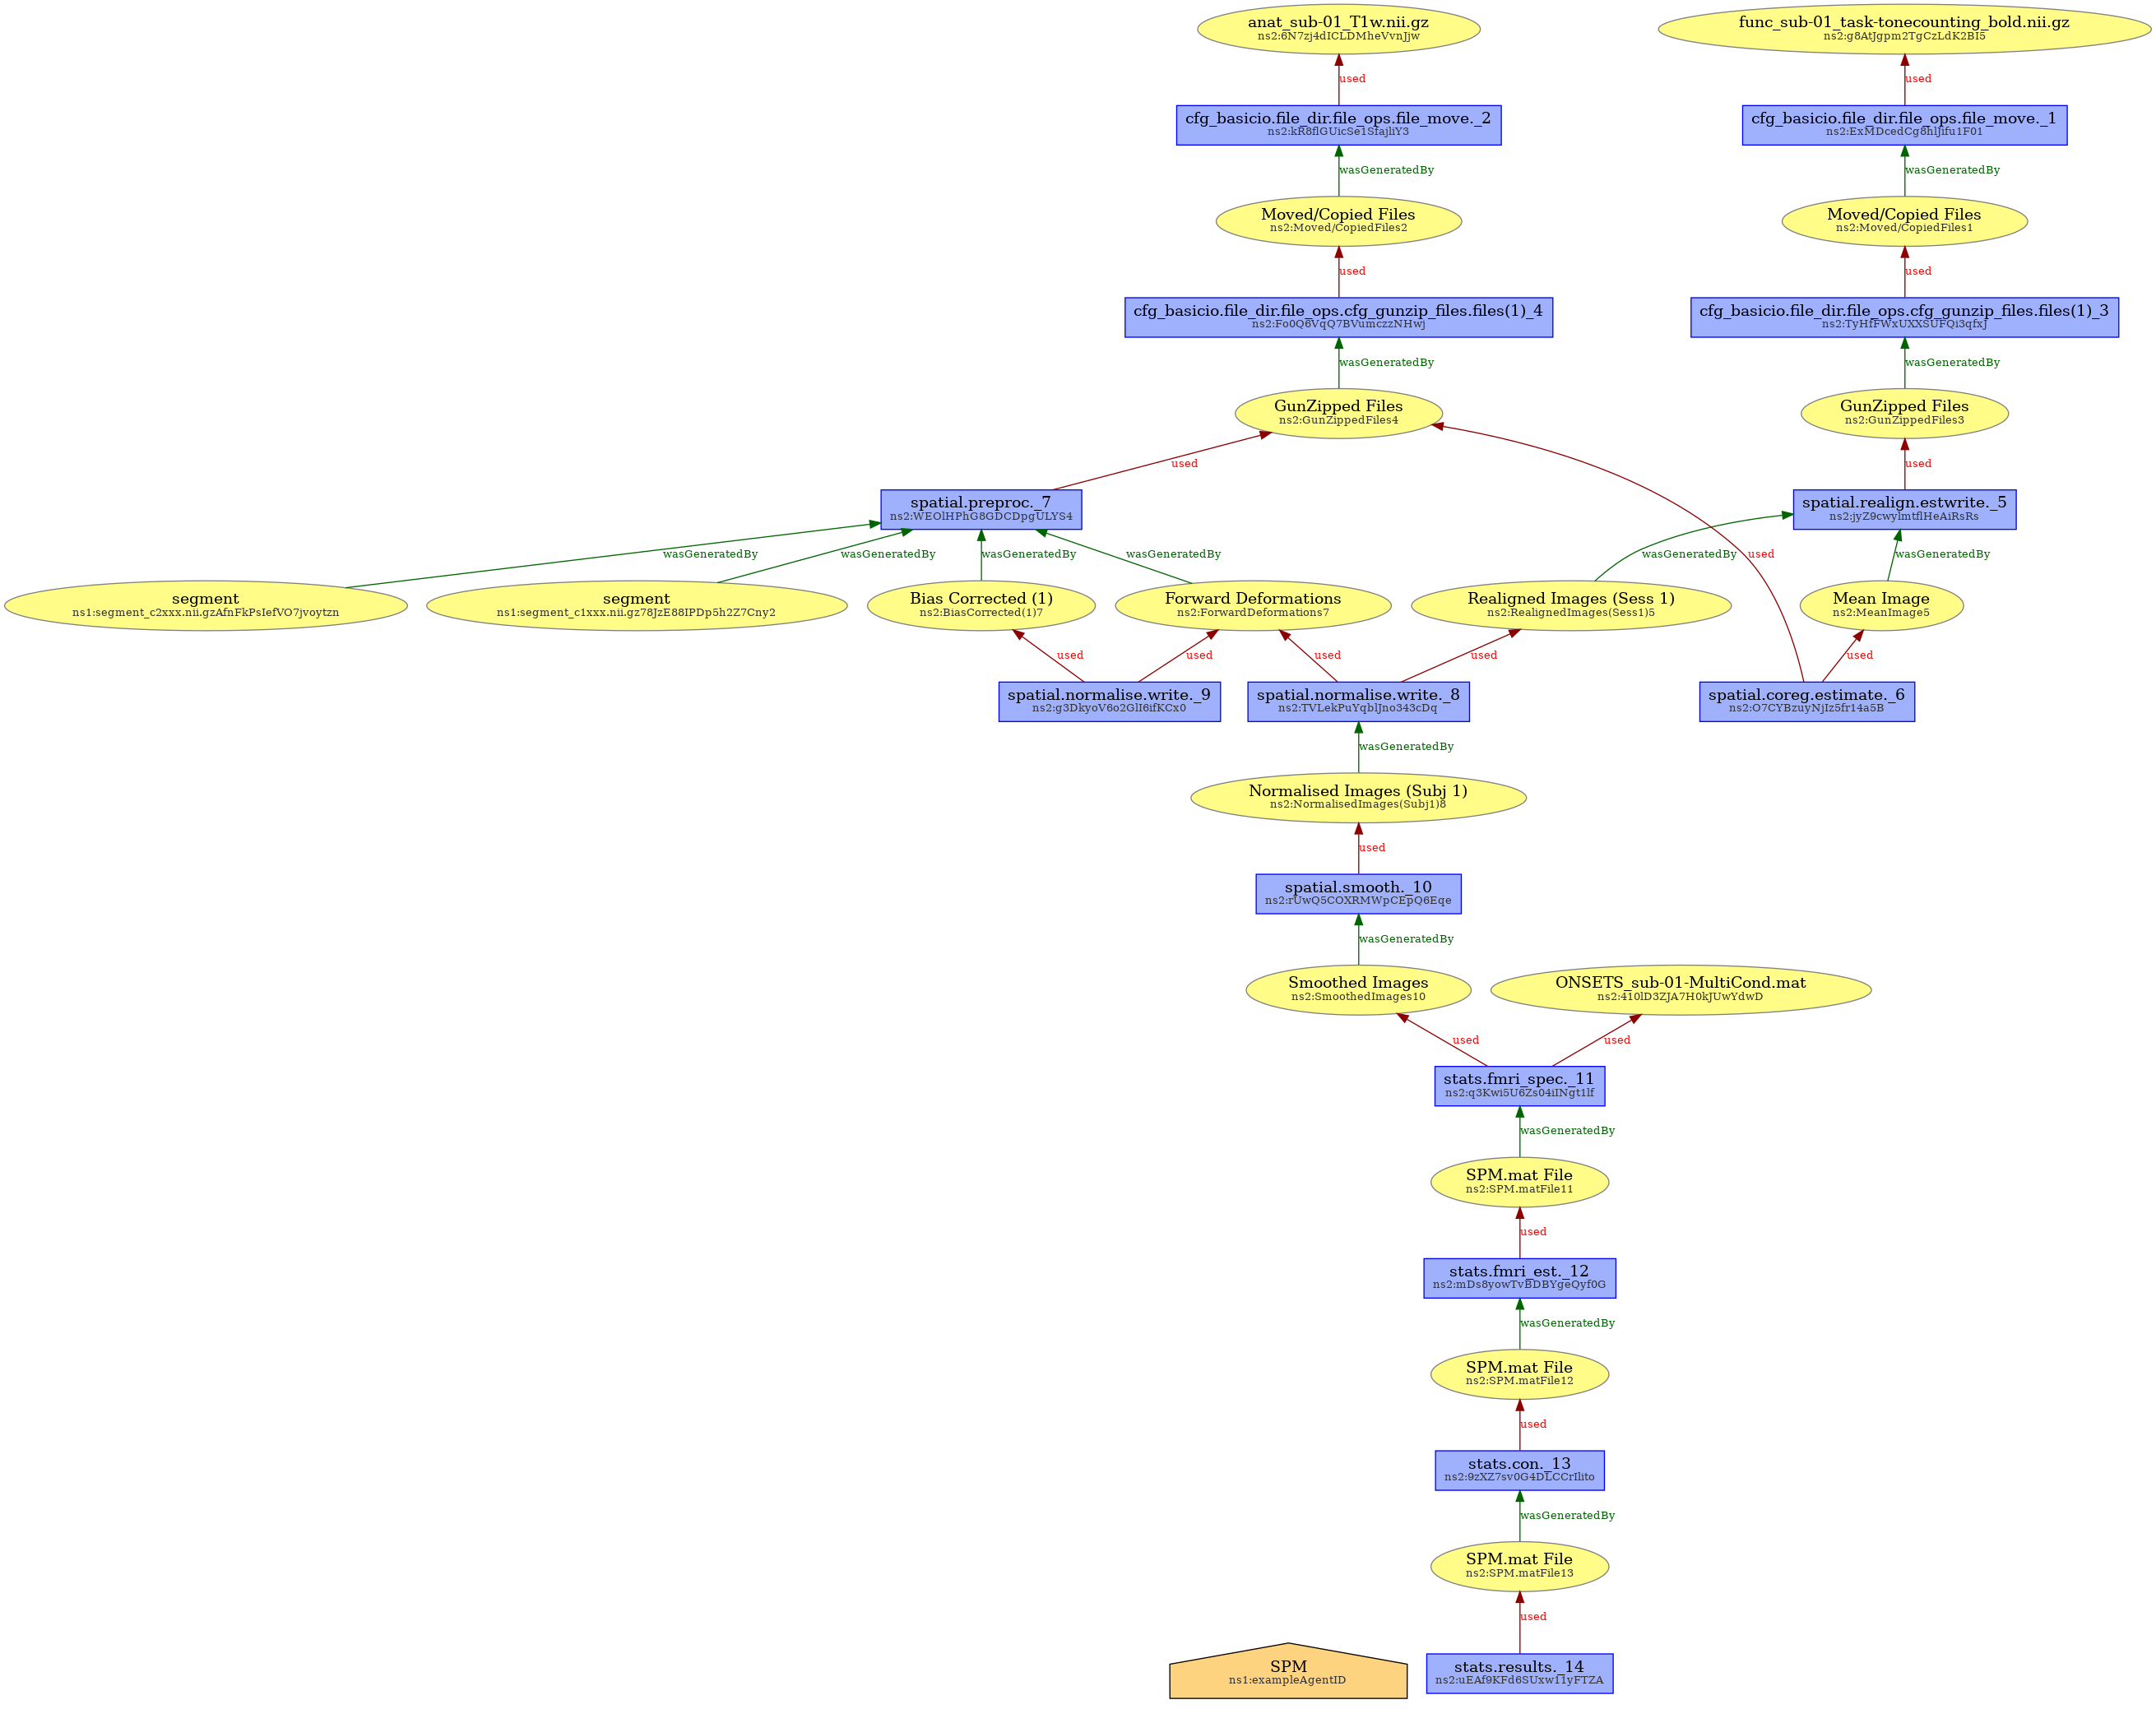 anat_sub-01_T1w.nii.gz
ns2:6N7zj4dICLDMheVvnJjw
func_sub-01_task-tonecounting_bold.nii.gz
ns2:g8AtJgpm2TgCzLdK2BI5
used
used
cfg_basicio.file_dir.file_ops.file_move._2
ns2:kR8flGUicSe1SfajliY3
cfg_basicio.file_dir.file_ops.file_move._1
ns2:ExMDcedCg8hlJifu1F01
wasGeneratedBy
wasGeneratedBy
Moved/Copied Files
ns2:Moved/CopiedFiles2
Moved/Copied Files
ns2:Moved/CopiedFiles1
used
used
cfg_basicio.file_dir.file_ops.cfg_gunzip_files.files(1)_4
ns2:Fo0Q6VqQ7BVumczzNHwj
cfg_basicio.file_dir.file_ops.cfg_gunzip_files.files(1)_3
ns2:TyHfFWxUXXSUFQi3qfxJ
wasGeneratedBy
wasGeneratedBy
GunZipped Files
ns2:GunZippedFiles4
GunZipped Files
ns2:GunZippedFiles3
used
used
spatial.preproc._7
ns2:WEOlHPhG8GDCDpgULYS4
spatial.realign.estwrite._5
ns2:jyZ9cwylmtflHeAiRsRs
wasGeneratedBy
wasGeneratedBy
wasGeneratedBy
wasGeneratedBy
wasGeneratedBy
used
wasGeneratedBy
segment
ns1:segment_c2xxx.nii.gzAfnFkPsIefVO7jvoytzn
segment
ns1:segment_c1xxx.nii.gz78JzE88IPDp5h2Z7Cny2
Bias Corrected (1)
ns2:BiasCorrected(1)7
Forward Deformations
ns2:ForwardDeformations7
Realigned Images (Sess 1)
ns2:RealignedImages(Sess1)5
Mean Image
ns2:MeanImage5
used
used
used
used
used
spatial.normalise.write._9
ns2:g3DkyoV6o2GlI6ifKCx0
spatial.normalise.write._8
ns2:TVLekPuYqblJno343cDq
spatial.coreg.estimate._6
ns2:O7CYBzuyNjIz5fr14a5B
wasGeneratedBy
Normalised Images (Subj 1)
ns2:NormalisedImages(Subj1)8
used
spatial.smooth._10
ns2:rUwQ5COXRMWpCEpQ6Eqe
wasGeneratedBy
Smoothed Images
ns2:SmoothedImages10
ONSETS_sub-01-MultiCond.mat
ns2:410lD3ZJA7H0kJUwYdwD
used
used
stats.fmri_spec._11
ns2:q3Kwi5U6Zs04iINgt1lf
wasGeneratedBy
SPM.mat File
ns2:SPM.matFile11
used
stats.fmri_est._12
ns2:mDs8yowTvBDBYgeQyf0G
wasGeneratedBy
SPM.mat File
ns2:SPM.matFile12
used
stats.con._13
ns2:9zXZ7sv0G4DLCCrIlito
wasGeneratedBy
SPM.mat File
ns2:SPM.matFile13
used
SPM
ns1:exampleAgentID
stats.results._14
ns2:uEAf9KFd6SUxw11yFTZA